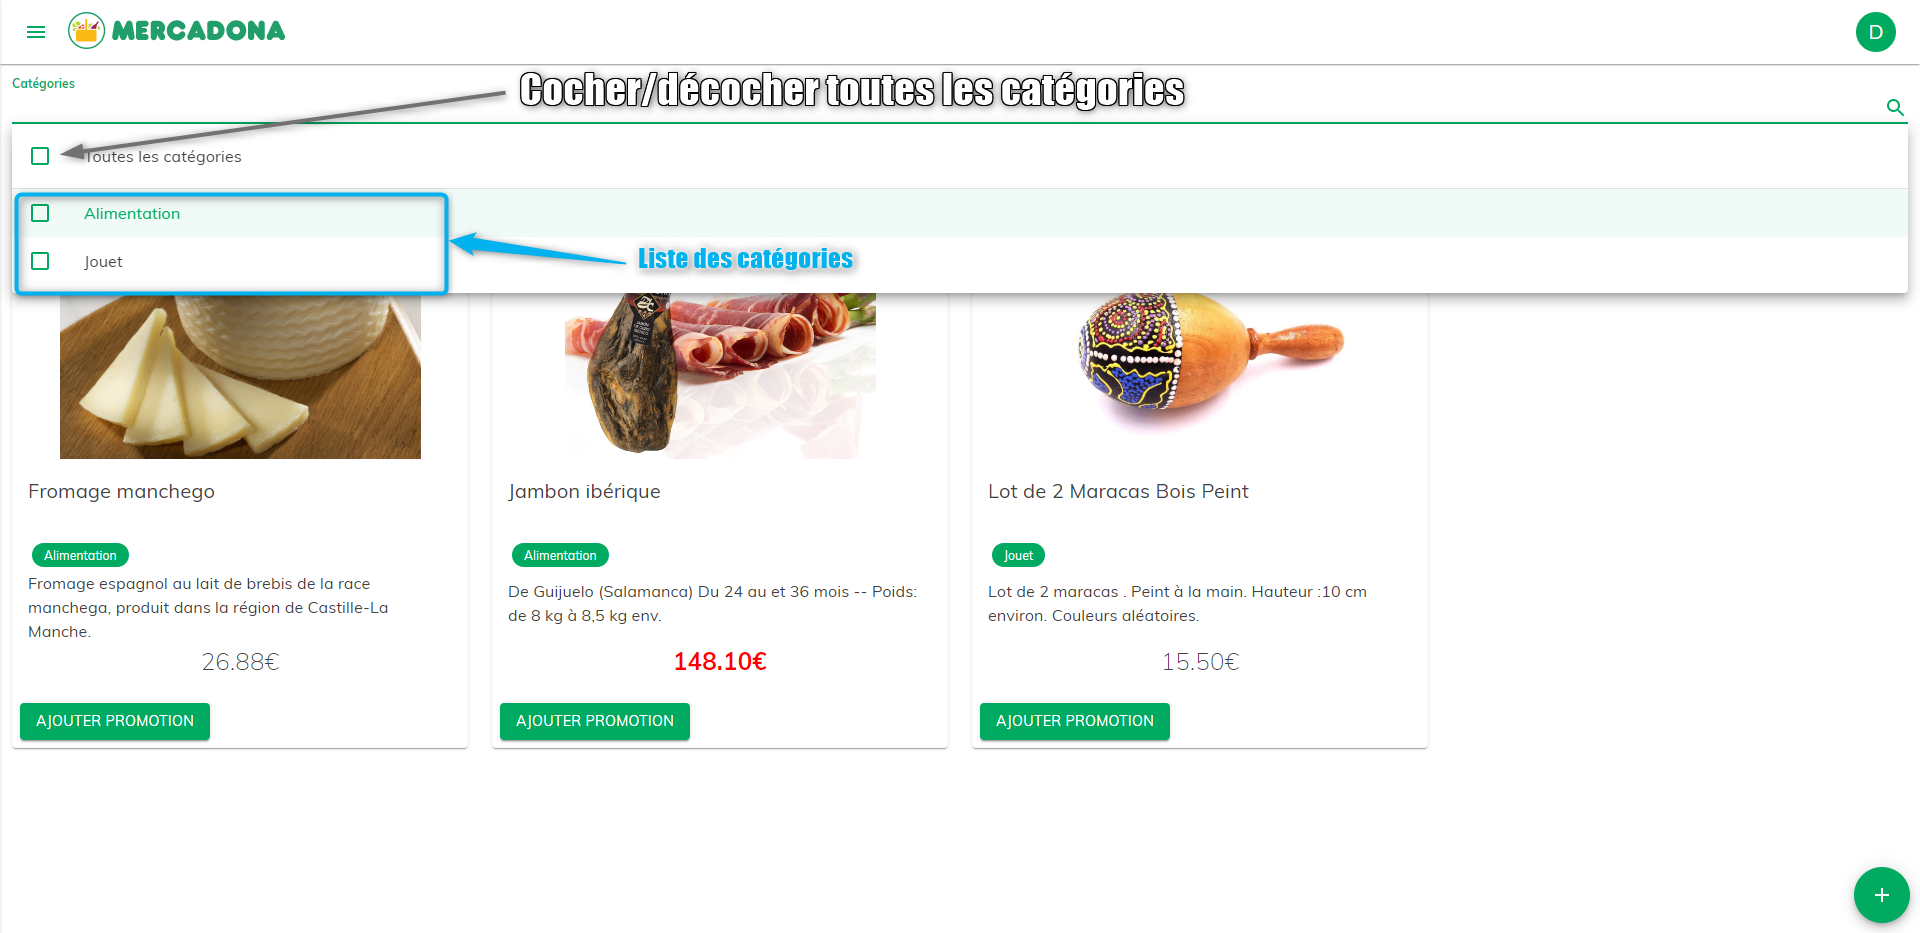 MERCADONA
D
Catégories
Cocher/décocher toutes les catégories
Toutes les catégories
Alimentation
Jouet
Liste des catégories
Fromage manchego
Alimentation
Fromage espagnol au lait de brebis de la race
manchega, produit dans la région de Castille-La
Manche.
26.88€
AJOUTER PROMOTION
Jambon ibérique
Alimentation
De Guijuelo (Salamanca) Du 24 au et 36 mois -- Poids:
de 8 kg à 8,5 kg env.
148.10€
AJOUTER PROMOTION
Lot de 2 Maracas Bois Peint
Jouet
Lot de 2 maracas . Peint à la main. Hauteur :10 cm
environ. Couleurs aléatoires.
15.50€
AJOUTER PROMOTION
+